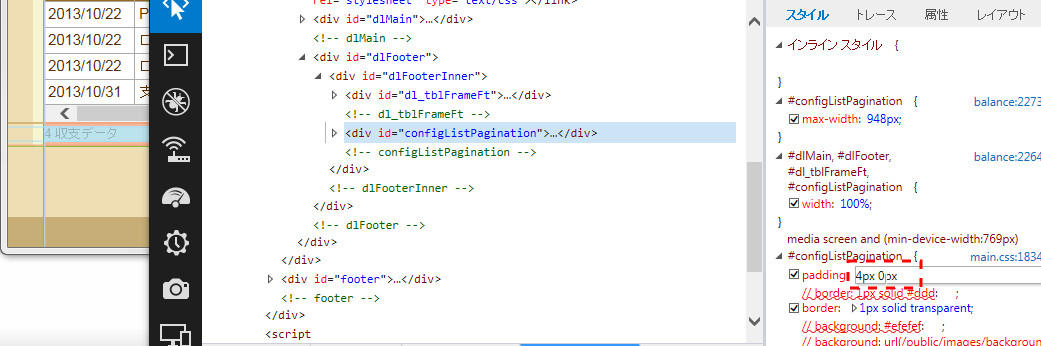 2013/10/22
2013/10/22
2013/10/22
2013/10/31 支
4 収支データ
rel="stylesheet" type="text/css"></link>
<div id="dlMain">…</div>
<!-- dlMain -->
<div id="dlFooter">
<div id="dlFooterInner">
<div id="dl_tblFrameFt">…</div>
<!-- dl_tblFrameFt -->
<div id="configListPagination">…</div>
<!-- configListPagination -->
</div>
<!-- dlFooterInner -->
</div>
<!-- dlFooter -->
</div>
</div>
<div id="footer">…</div>
<!-- footer -->
</div>
<script
スタイル トレース 属性 レイアウト
インライン スタイル {
}
#configListPagination { balance:2273
max-width: 948px;
}
#dlMain, #dlFooter, balance:2264
#dl_tblFrameFt,
#configListPagination {
width: 100%;
}
media screen and (min-device-width:769px)
#configListPagination { main.css:1834
padding: 4px 0px
// border: 1px solid #ddd: ;
border: 1px solid transparent;
// background: #efefef: ;
// background: url(/public/images/backgroun